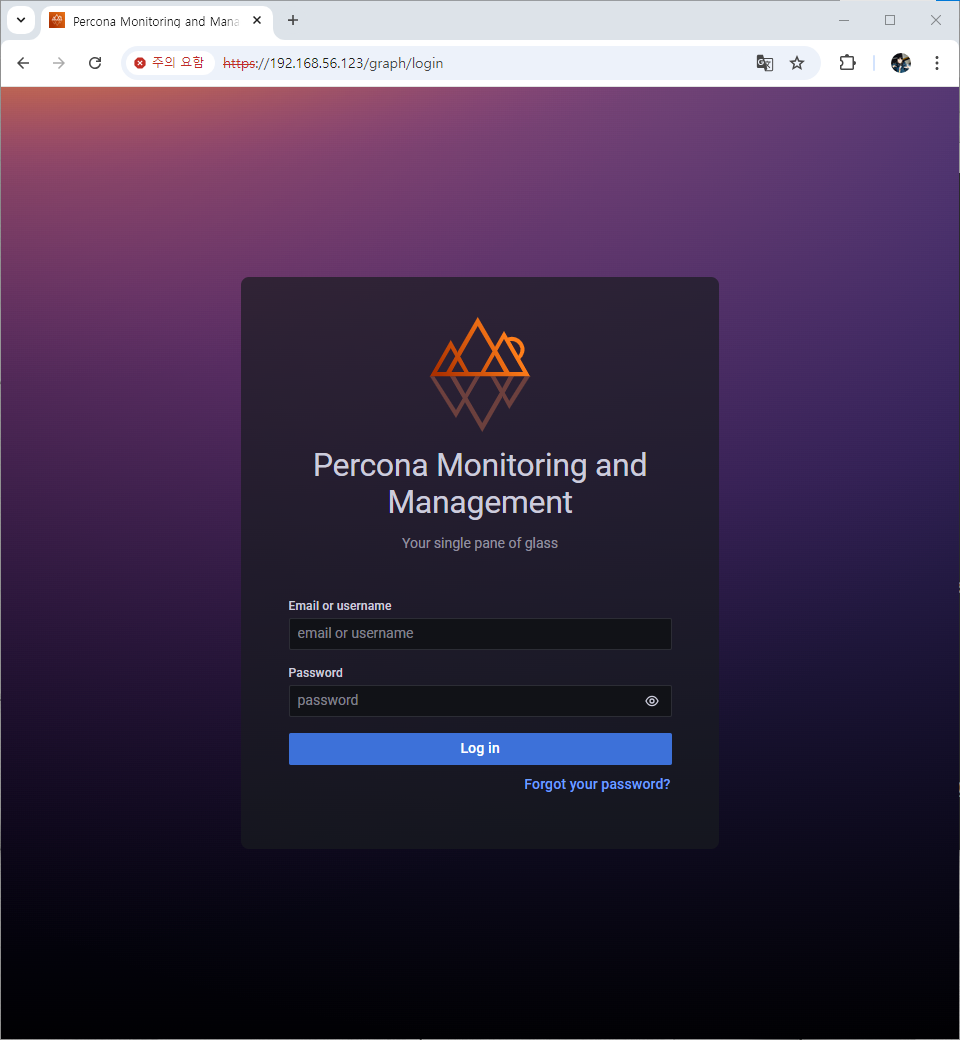 Percona Monitoring and Mana
주의 요함 https://192.168.56.123/graph/login
Percona Monitoring and
Management
Your single pane of glass
Email or username
email or username
Password
password
Log in
Forgot your password?